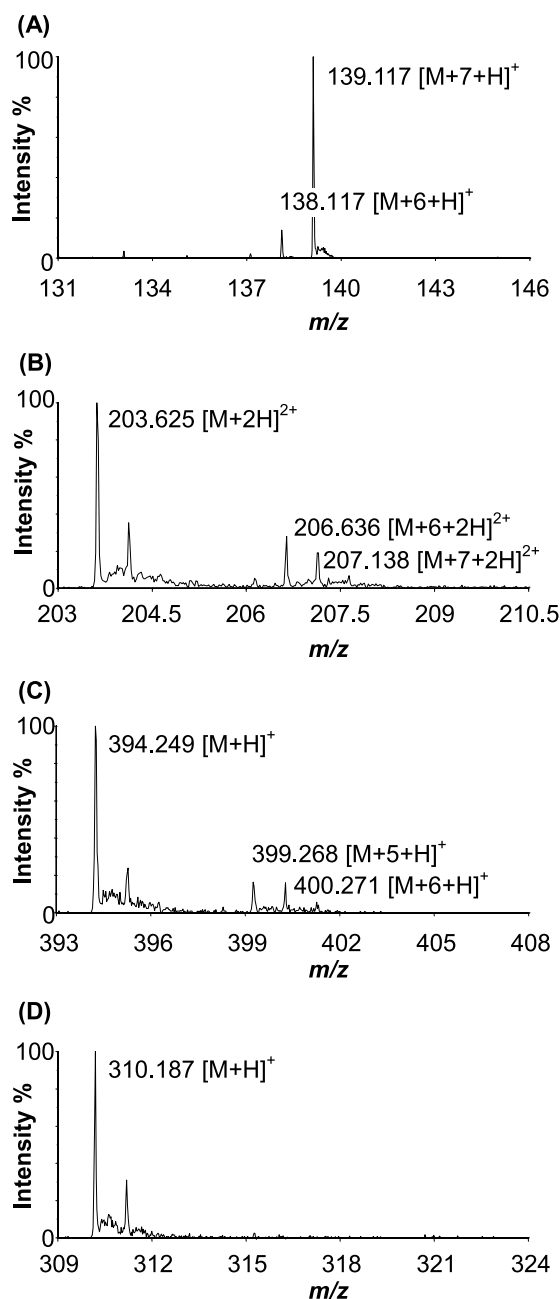 (A)
Intensity %
100
0
139.117 [M+7+H]⁺
138.117 [M+6+H]⁺
131 134 137 140 143 146
m/z
(B)
Intensity %
100
0
203.625 [M+2H]²⁺
206.636 [M+6+2H]²⁺
207.138 [M+7+2H]²⁺
203 204.5 206 207.5 209 210.5
m/z
(C)
Intensity %
100
0
394.249 [M+H]⁺
399.268 [M+5+H]⁺
400.271 [M+6+H]⁺
393 396 399 402 405 408
m/z
(D)
Intensity %
100
0
310.187 [M+H]⁺
309 312 315 318 321 324
m/z